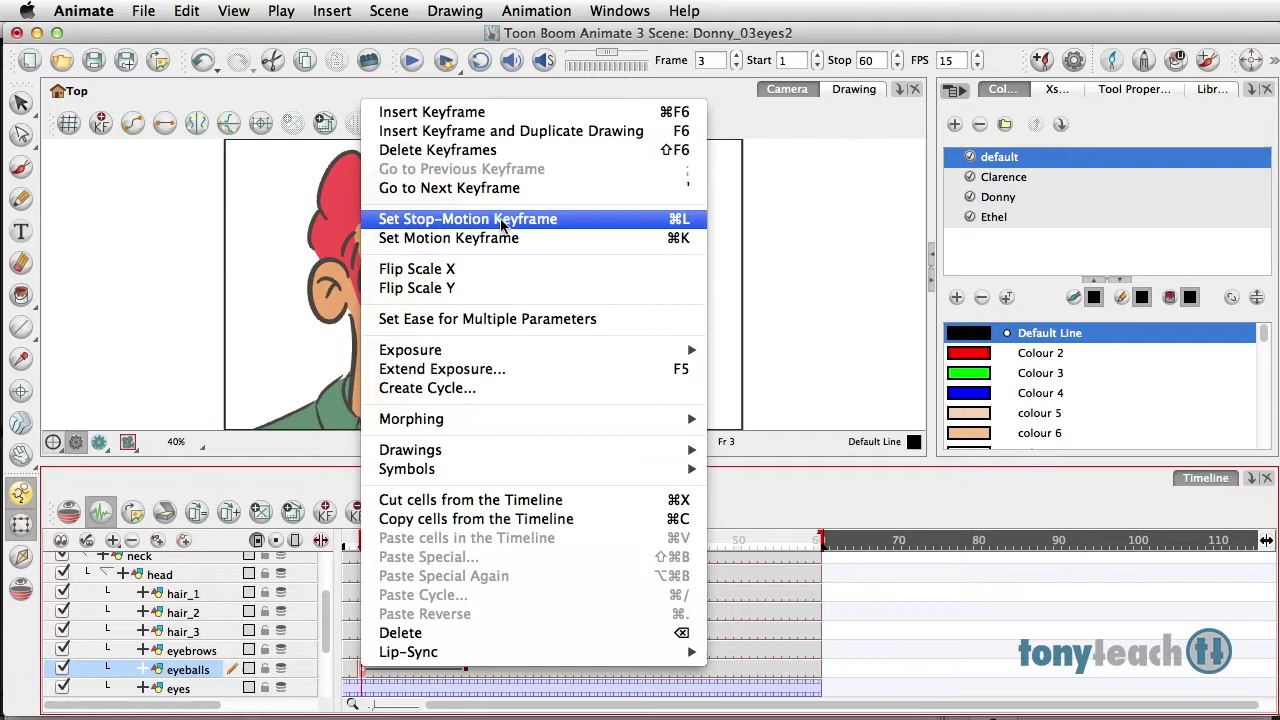 Animate File Edit View Play Insert Scene Drawing Animation Windows Help
Toon Boom Animate 3 Scene: Donny_03eyes2
Frame 3 Start 1 Stop 60 FPS 15
Top
Camera Drawing
Col... Xs... Tool Proper... Libr...
KF
default
Clarence
Donny
Ethel
Insert Keyframe ⌘F6
Insert Keyframe and Duplicate Drawing F6
Delete Keyframes ⇧F6
Go to Previous Keyframe ;
Go to Next Keyframe '
Set Stop-Motion Keyframe ⌘L
Set Motion Keyframe ⌘K
Flip Scale X
Flip Scale Y
Set Ease for Multiple Parameters
Exposure
Extend Exposure... F5
Create Cycle...
Morphing
Drawings
Symbols
Cut cells from the Timeline ⌘X
Copy cells from the Timeline ⌘C
Paste cells in the Timeline ⌘V
Paste Special... ⇧⌘B
Paste Special Again ⌥⌘B
Paste Cycle... ⌘/
Paste Reverse ⌘.
Delete ⌫
Lip-Sync
Default Line
Colour 2
Colour 3
Colour 4
colour 5
colour 6
40% Fr 3 Default Line
Timeline
KF KF
50 70 80 90 100 110
neck
head
hair_1
hair_2
hair_3
eyebrows
eyeballs
eyes
tonyteach tt